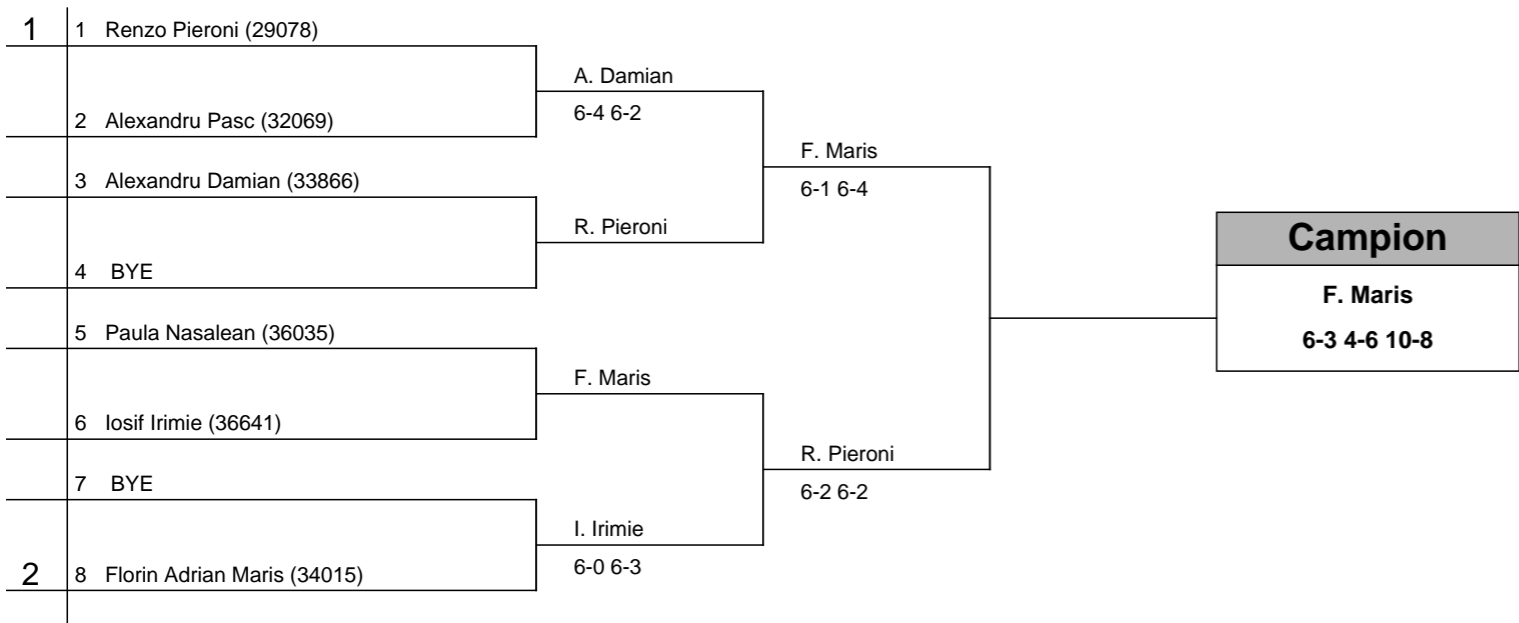 1 1 Renzo Pieroni (29078)
A. Damian
6-4 6-2
2 Alexandru Pasc (32069)
F. Maris
6-1 6-4
3 Alexandru Damian (33866)
R. Pieroni
4 BYE
Campion
F. Maris
6-3 4-6 10-8
5 Paula Nasalean (36035)
F. Maris
6 Iosif Irimie (36641)
R. Pieroni
6-2 6-2
7 BYE
I. Irimie
6-0 6-3
2 8 Florin Adrian Maris (34015)